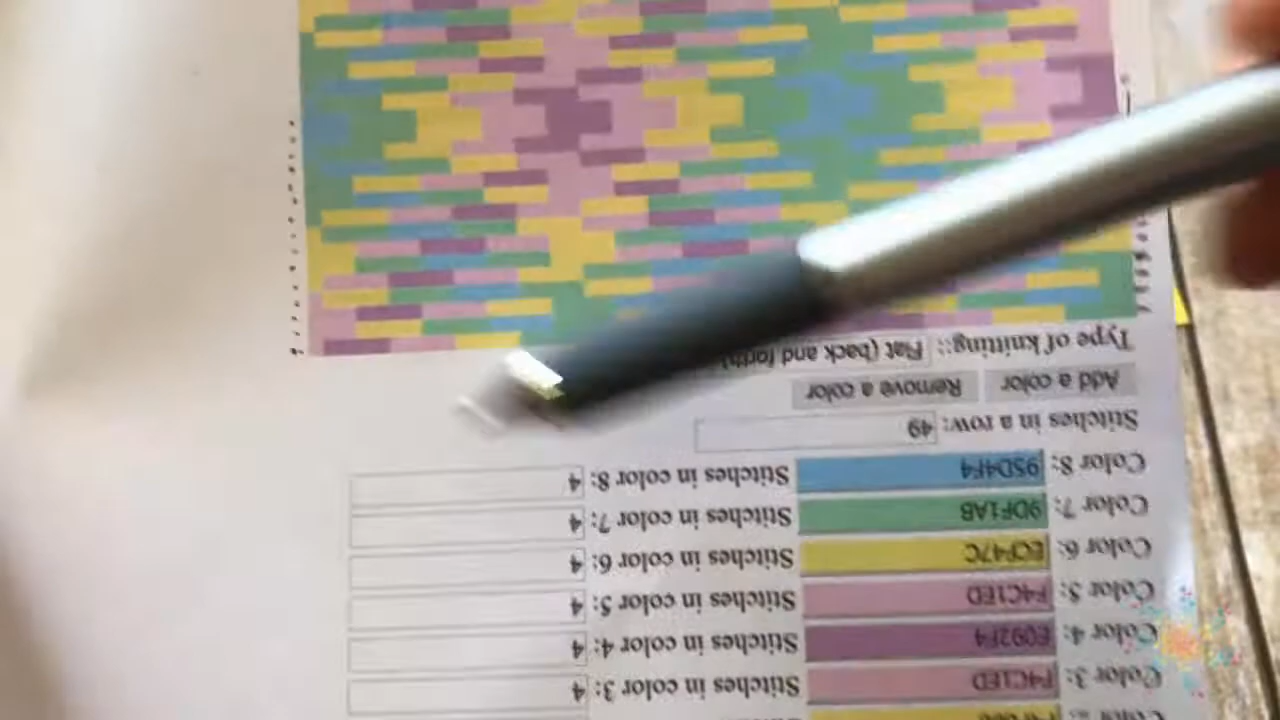 Color 3: F4C1ED Stitches in color 3: 4
Color 4: E092F4 Stitches in color 4: 4
Color 5: F4C1ED Stitches in color 5: 4
Color 6: ECF47C Stitches in color 6: 4
Color 7: 9DF1AB Stitches in color 7: 4
Color 8: 95D4F4 Stitches in color 8: 4
Stitches in a row: 49
Add a color Remove a color
Type of knitting:: Flat (back and forth)